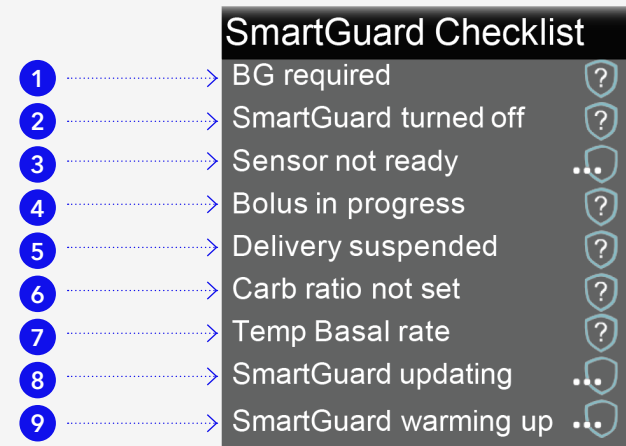 SmartGuard Checklist
1 BG required ?
2 SmartGuard turned off ?
3 Sensor not ready ...
4 Bolus in progress ?
5 Delivery suspended ?
6 Carb ratio not set ?
7 Temp Basal rate ?
8 SmartGuard updating ...
9 SmartGuard warming up ...